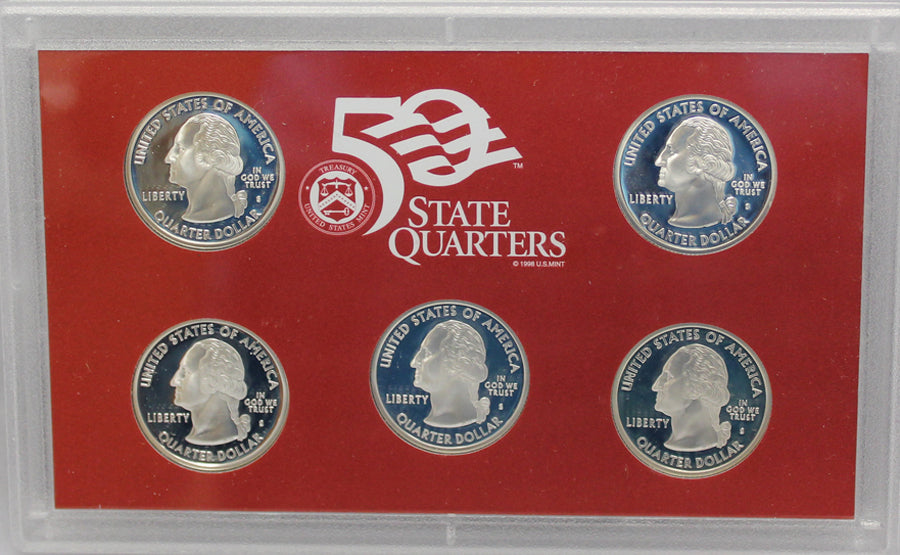 UNITED STATES OF AMERICA
LIBERTY
IN
GOD WE
TRUST
S
QUARTER DOLLAR
50
TM
TREASURY
UNITED STATES MINT
STATE
QUARTERS
© 1998 U.S. MINT
UNITED STATES OF AMERICA
LIBERTY
IN
GOD WE
TRUST
S
QUARTER DOLLAR
UNITED STATES OF AMERICA
LIBERTY
IN
GOD WE
TRUST
S
QUARTER DOLLAR
UNITED STATES OF AMERICA
LIBERTY
IN
GOD WE
TRUST
S
QUARTER DOLLAR
UNITED STATES OF AMERICA
LIBERTY
IN
GOD WE
TRUST
S
QUARTER DOLLAR